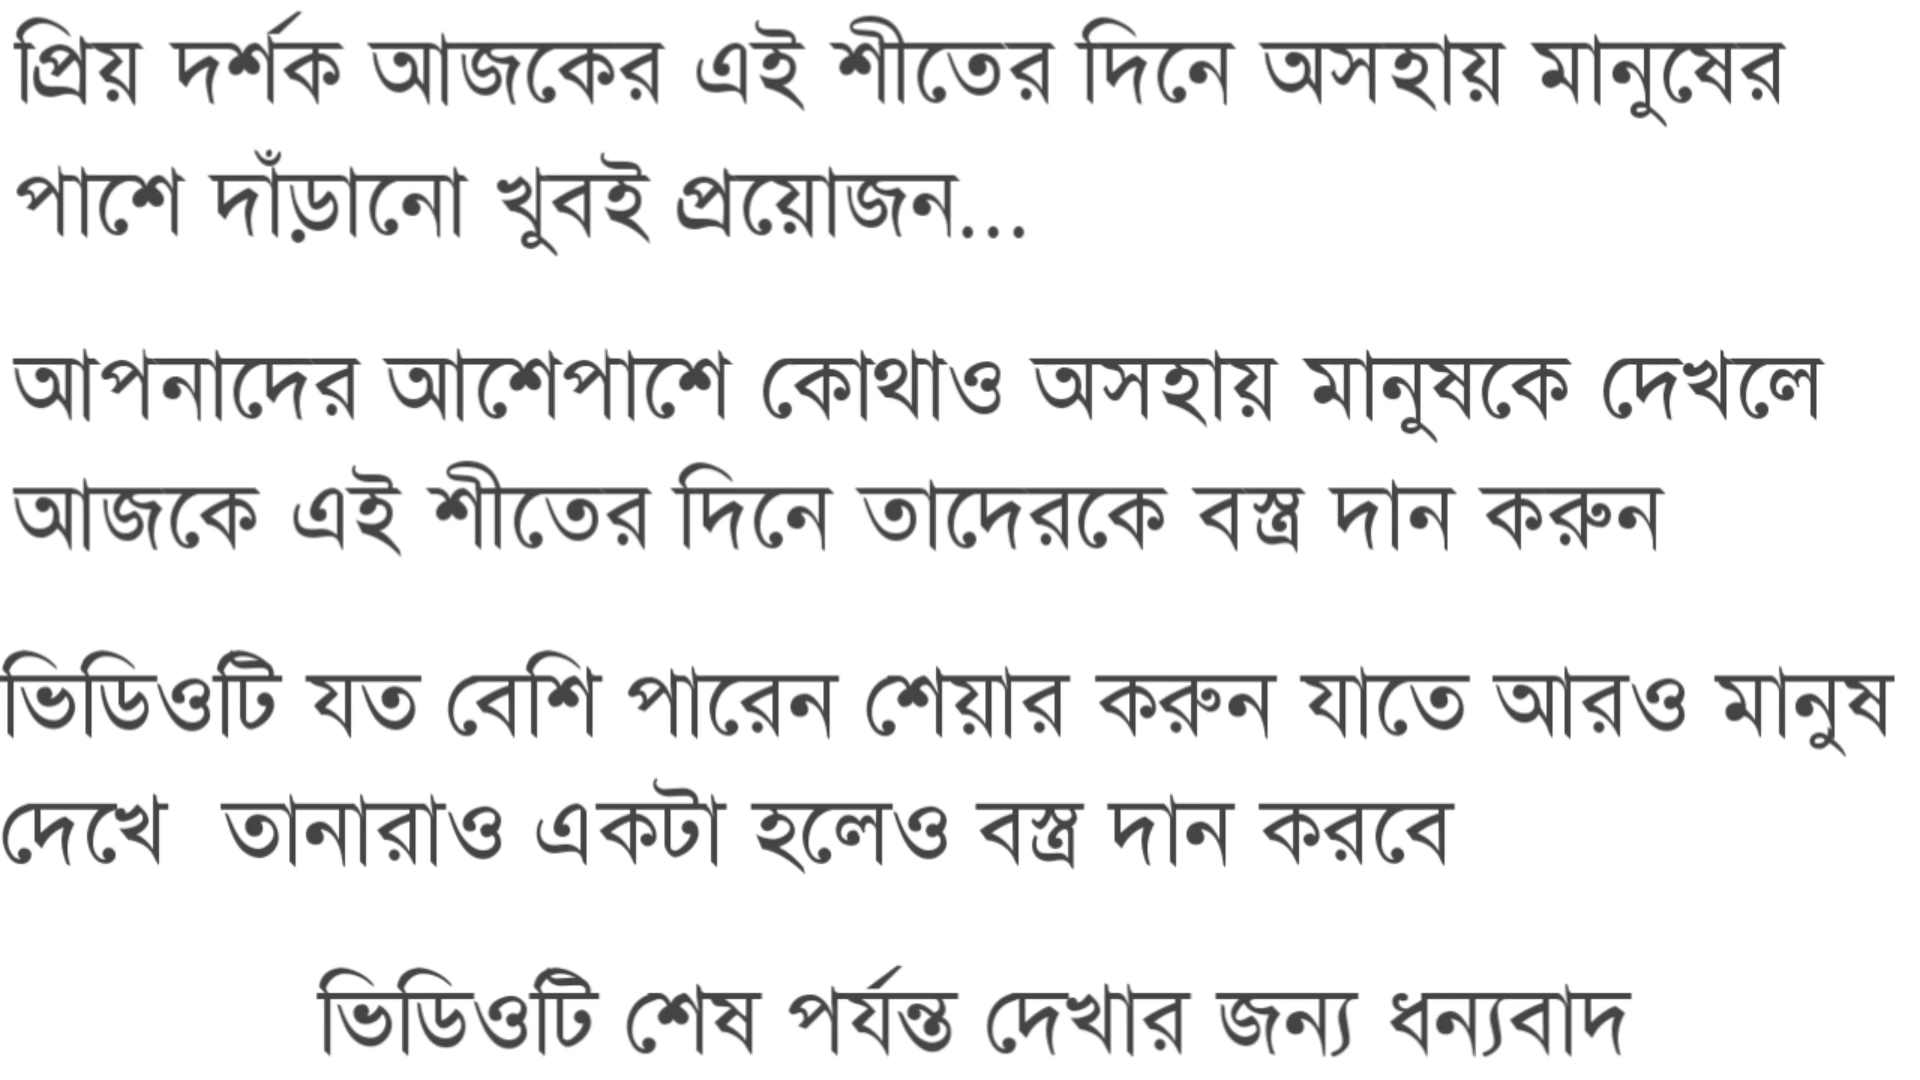 প্রিয় দর্শক আজকের এই শীতের দিনে অসহায় মানুষের
পাশে দাঁড়ানো খুবই প্রয়োজন...
আপনাদের আশেপাশে কোথাও অসহায় মানুষকে দেখলে
আজকে এই শীতের দিনে তাদেরকে বস্ত্র দান করুন
ভিডিওটি যত বেশি পারেন শেয়ার করুন যাতে আরও মানুষ
দেখে তানারাও একটা হলেও বস্ত্র দান করবে
ভিডিওটি শেষ পর্যন্ত দেখার জন্য ধন্যবাদ